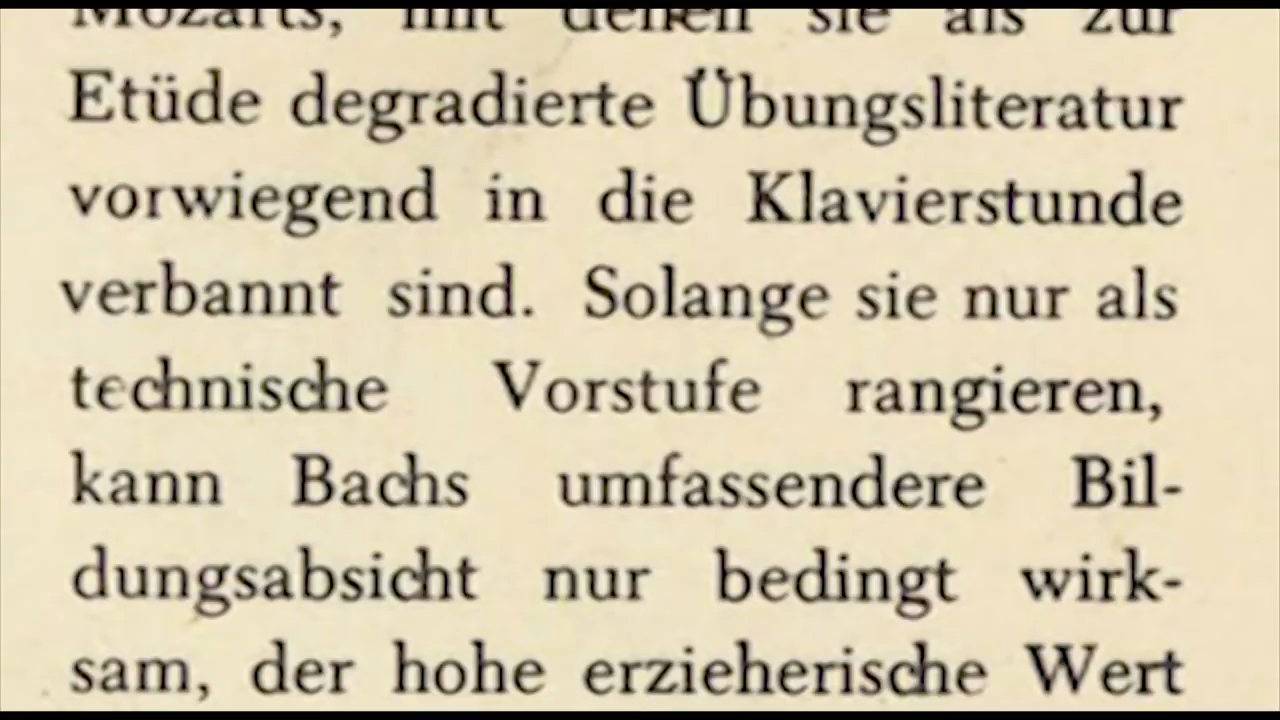 Mozarts, mit denen sie als zur
Etüde degradierte Übungsliteratur
vorwiegend in die Klavierstunde
verbannt sind. Solange sie nur als
technische Vorstufe rangieren,
kann Bachs umfassendere Bil-
dungsabsicht nur bedingt wirk-
sam, der hohe erzieherische Wert